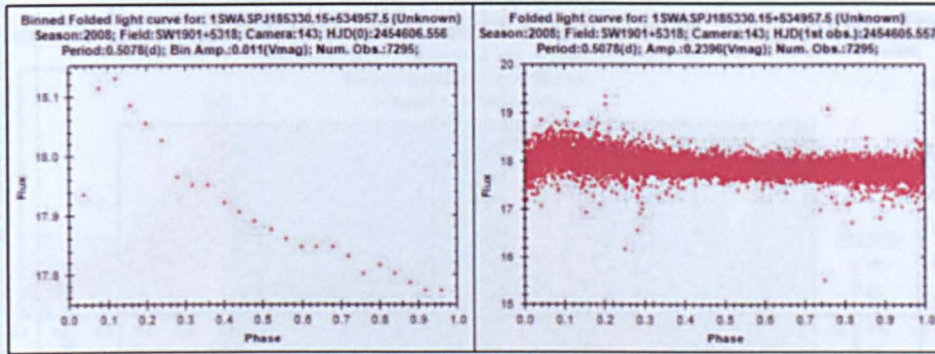 Binned Folded light curve for: 1SWASPJ185330.15+534957.5 (Unknown)
Season:2008; Field:SW1901+5318; Camera:143; HJD(0):2454606.556
Period:0.5078(d); Bin Amp.:0.011(Vmag); Num. Obs.:7295;
18.1
18.0
17.9
17.8
Flux
0.0 0.1 0.2 0.3 0.4 0.5 0.6 0.7 0.8 0.9 1.0
Phase
Folded light curve for: 1SWASPJ185330.15+534957.5 (Unknown)
Season:2008; Field:SW1901+5318; Camera:143; HJD(1st obs.):2454605.557
Period:0.5078(d); Amp.:0.2396(Vmag); Num. Obs.:7295;
20
19
18
17
16
15
Flux
0.0 0.1 0.2 0.3 0.4 0.5 0.6 0.7 0.8 0.9 1.0
Phase